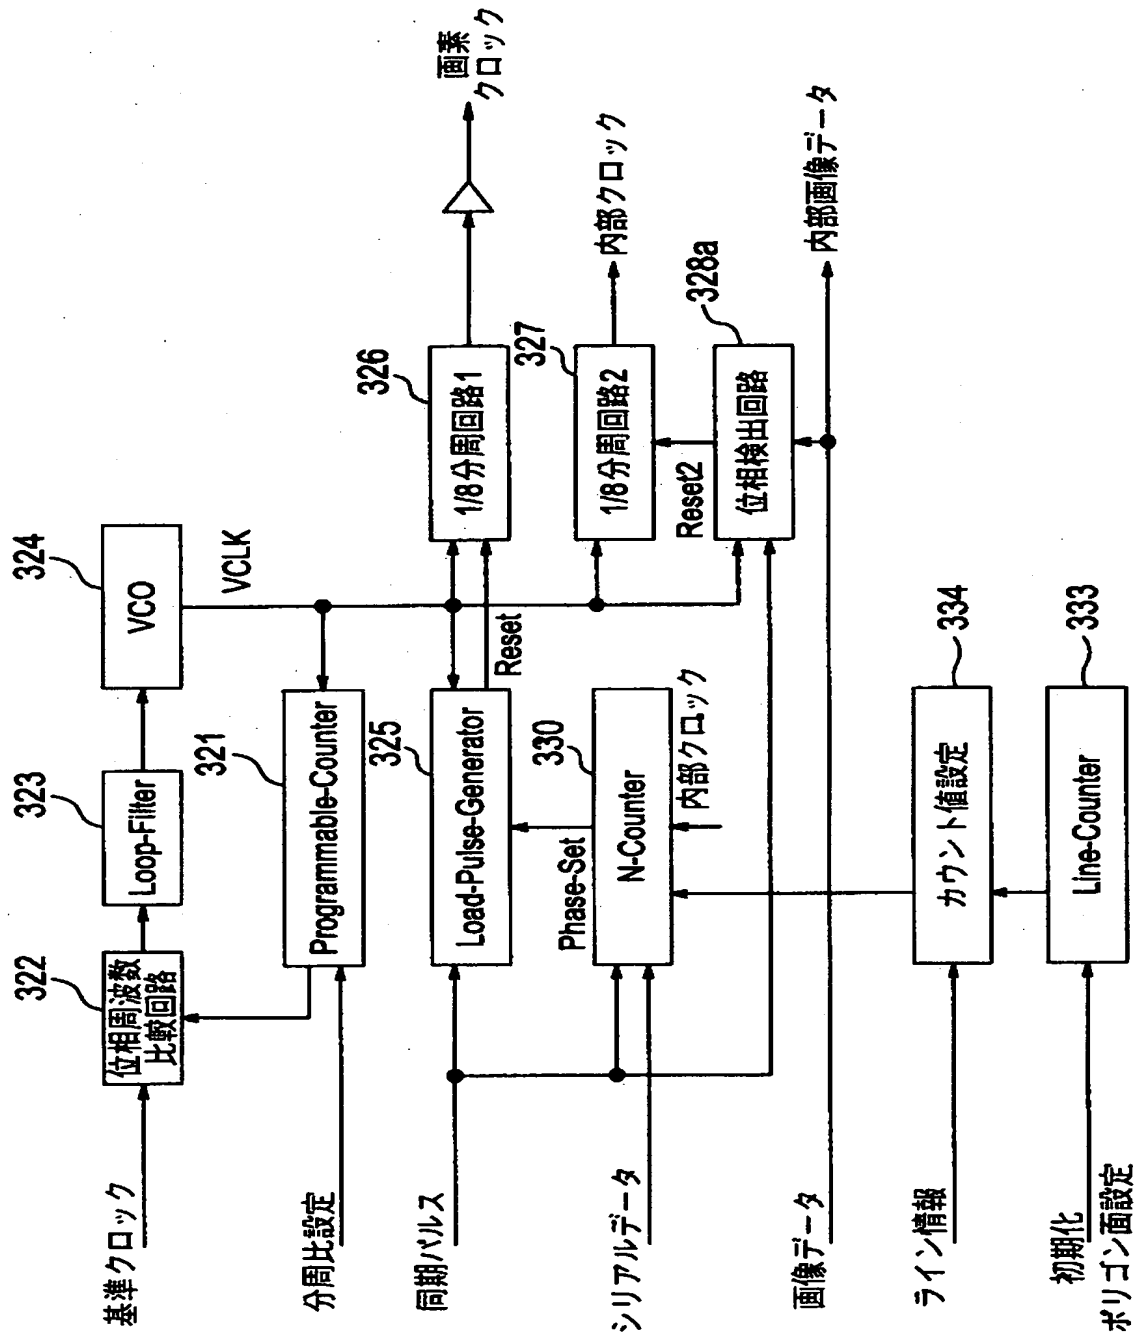 基準クロック
322
位相周波数
比較回路
323
Loop-Filter
324
VCO
VCLK
分周比設定
321
Programmable-Counter
同期パルス
325
Load-Pulse-Generator
Reset
326
1/8分周回路1
画素
クロック
シリアルデータ
Phase-Set
330
N-Counter
内部クロック
327
1/8分周回路2
内部クロック
Reset2
328a
位相検出回路
画像データ
内部画像データ
ライン情報
334
カウント値設定
初期化
ポリゴン面設定
333
Line-Counter